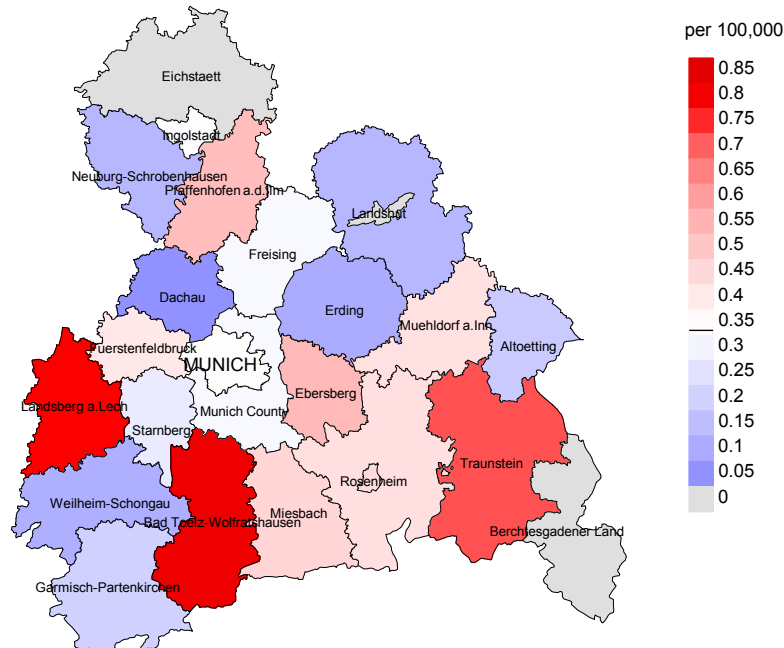 per 100,000
0.85
0.8
0.75
0.7
0.65
0.6
0.55
0.5
0.45
0.4
0.35
0.3
0.25
0.2
0.15
0.1
0.05
0
Eichstaett
Ingolstadt
Neuburg-Schrobenhausen
Pfaffenhofen a.d.Ilm
Landshut
Freising
Dachau
Erding
Muehldorf a.Inn
Altoetting
Fuerstenfeldbruck
MUNICH
Ebersberg
Landsberg a.Lech
Munich County
Starnberg
Traunstein
Rosenheim
Weilheim-Schongau
Miesbach
Bad Toelz-Wolfratshausen
Berchtesgadener Land
Garmisch-Partenkirchen